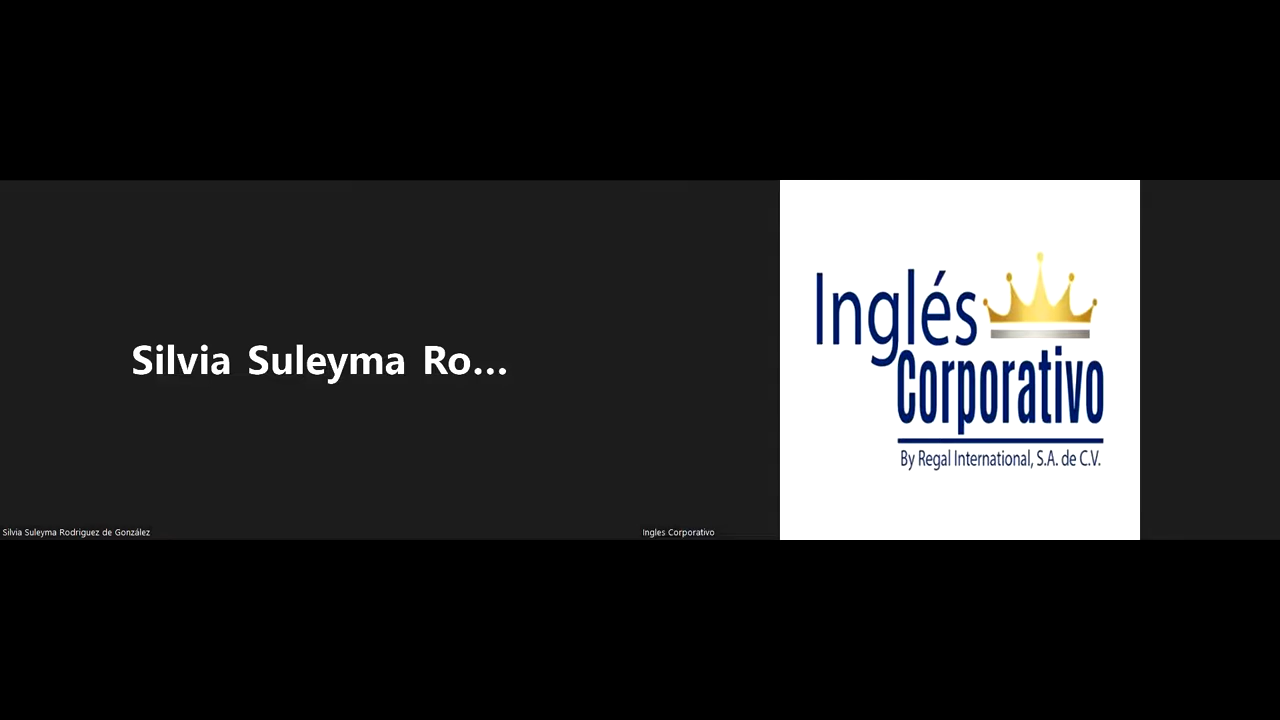 Silvia Suleyma Ro...
Silvia Suleyma Rodriguez de González
Inglés
Corporativo
By Regal International, S.A. de C.V.
Ingles Corporativo